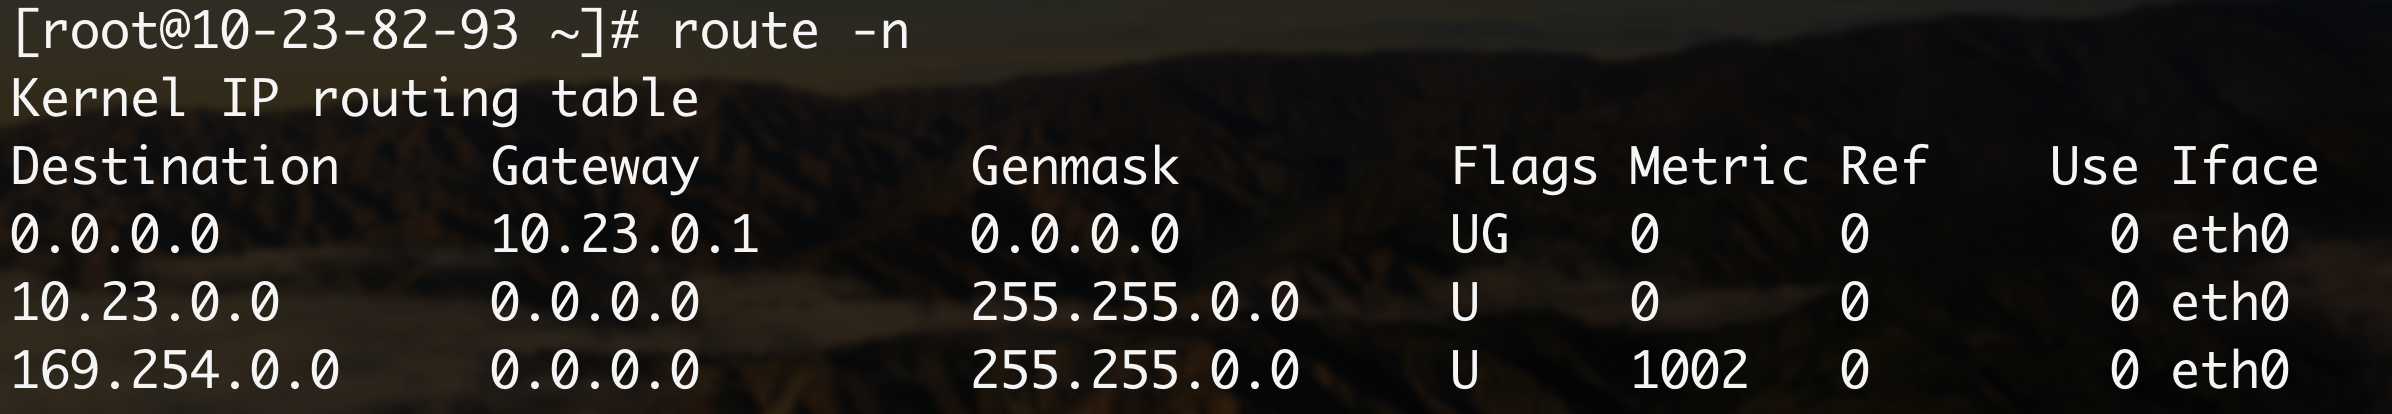 [root@10-23-82-93 ~]# route -n
Kernel IP routing table
Destination     Gateway         Genmask         Flags Metric Ref    Use Iface
0.0.0.0         10.23.0.1       0.0.0.0         UG    0      0        0 eth0
10.23.0.0       0.0.0.0         255.255.0.0     U     0      0        0 eth0
169.254.0.0     0.0.0.0         255.255.0.0     U     1002   0        0 eth0